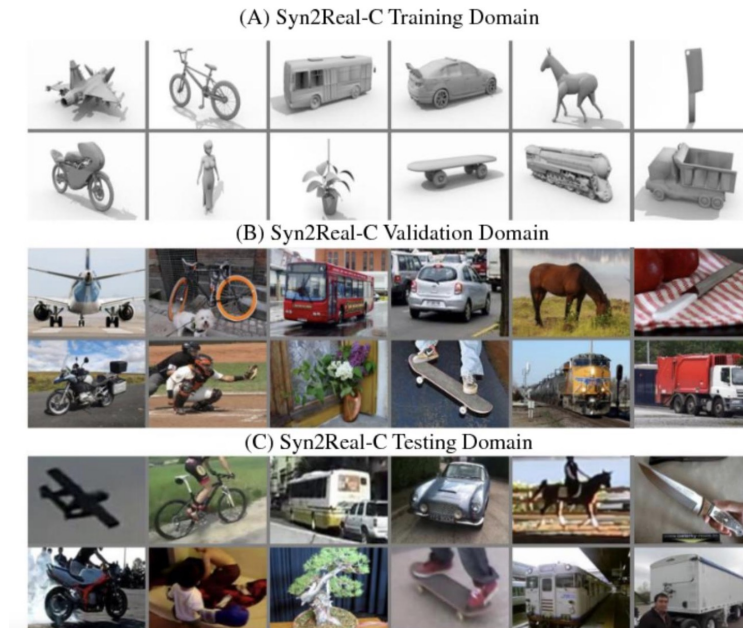 (A) Syn2Real-C Training Domain
(B) Syn2Real-C Validation Domain
(C) Syn2Real-C Testing Domain